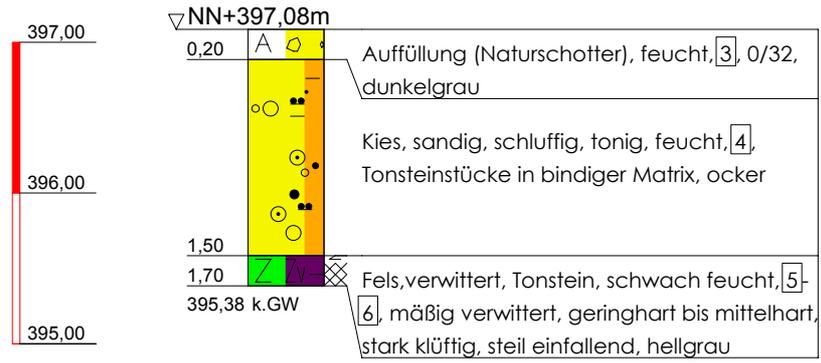 NN+397,08m
397,00
0,20
A
Auffüllung (Naturschotter), feucht, 3, 0/32,
dunkelgrau
Kies, sandig, schluffig, tonig, feucht, 4,
Tonsteinstücke in bindiger Matrix, ocker
396,00
1,50
1,70
Z
Zv
395,38 k.GW
Fels,verwittert, Tonstein, schwach feucht, 5-
6, mäßig verwittert, geringhart bis mittelhart,
stark klüftig, steil einfallend, hellgrau
395,00